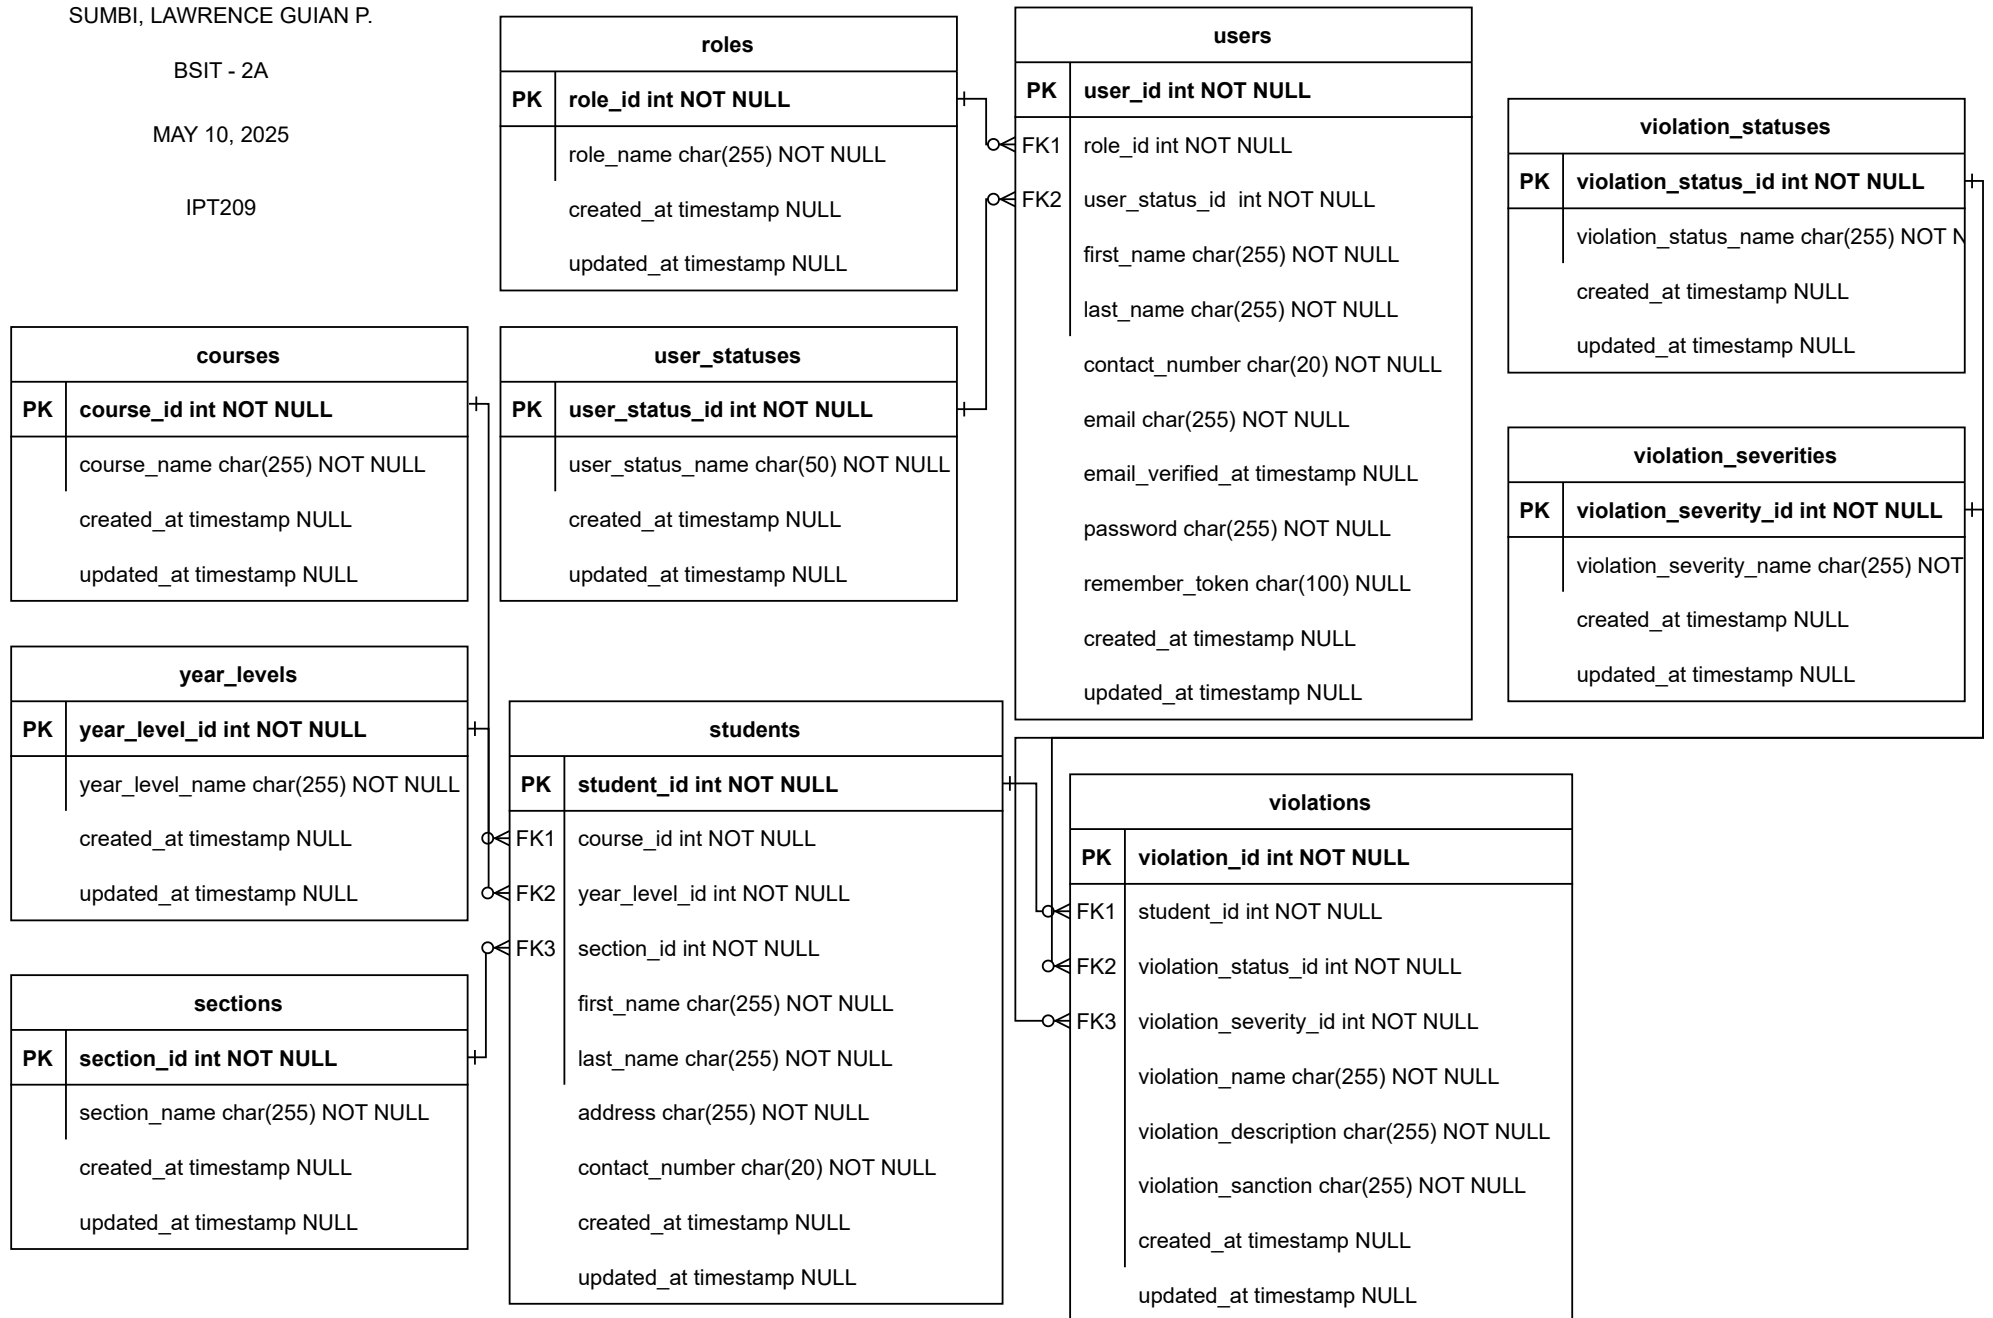 SUMBI, LAWRENCE GUIAN P.
BSIT - 2A
MAY 10, 2025
IPT209
roles
PK role_id int NOT NULL
role_name char(255) NOT NULL
created_at timestamp NULL
updated_at timestamp NULL
users
PK user_id int NOT NULL
FK1 role_id int NOT NULL
FK2 user_status_id  int NOT NULL
first_name char(255) NOT NULL
last_name char(255) NOT NULL
contact_number char(20) NOT NULL
email char(255) NOT NULL
email_verified_at timestamp NULL
password char(255) NOT NULL
remember_token char(100) NULL
created_at timestamp NULL
updated_at timestamp NULL
violation_statuses
PK violation_status_id int NOT NULL
violation_status_name char(255) NOT N
created_at timestamp NULL
updated_at timestamp NULL
courses
PK course_id int NOT NULL
course_name char(255) NOT NULL
created_at timestamp NULL
updated_at timestamp NULL
user_statuses
PK user_status_id int NOT NULL
user_status_name char(50) NOT NULL
created_at timestamp NULL
updated_at timestamp NULL
violation_severities
PK violation_severity_id int NOT NULL
violation_severity_name char(255) NOT
created_at timestamp NULL
updated_at timestamp NULL
year_levels
PK year_level_id int NOT NULL
year_level_name char(255) NOT NULL
created_at timestamp NULL
updated_at timestamp NULL
students
PK student_id int NOT NULL
FK1 course_id int NOT NULL
FK2 year_level_id int NOT NULL
FK3 section_id int NOT NULL
first_name char(255) NOT NULL
last_name char(255) NOT NULL
address char(255) NOT NULL
contact_number char(20) NOT NULL
created_at timestamp NULL
updated_at timestamp NULL
violations
PK violation_id int NOT NULL
FK1 student_id int NOT NULL
FK2 violation_status_id int NOT NULL
FK3 violation_severity_id int NOT NULL
violation_name char(255) NOT NULL
violation_description char(255) NOT NULL
violation_sanction char(255) NOT NULL
created_at timestamp NULL
updated_at timestamp NULL
sections
PK section_id int NOT NULL
section_name char(255) NOT NULL
created_at timestamp NULL
updated_at timestamp NULL